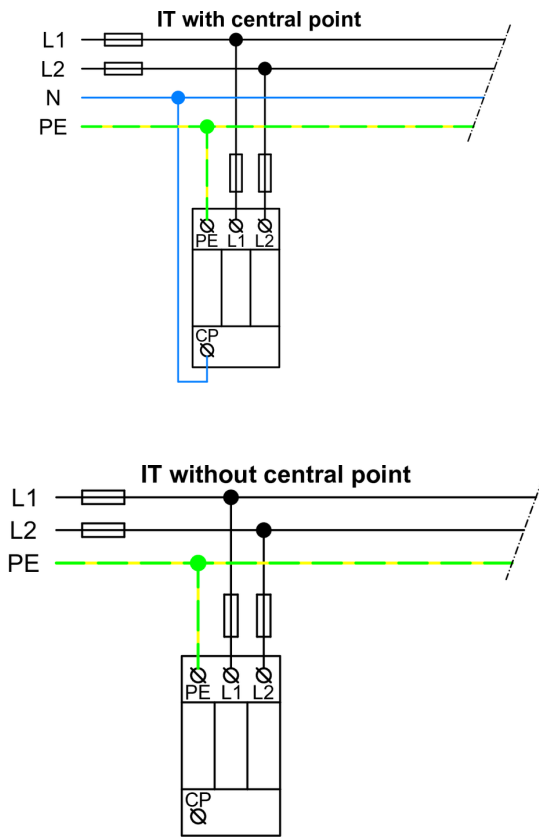 IT with central point
L1
L2
N
PE
PE L1 L2
CP
IT without central point
L1
L2
PE
PE L1 L2
CP